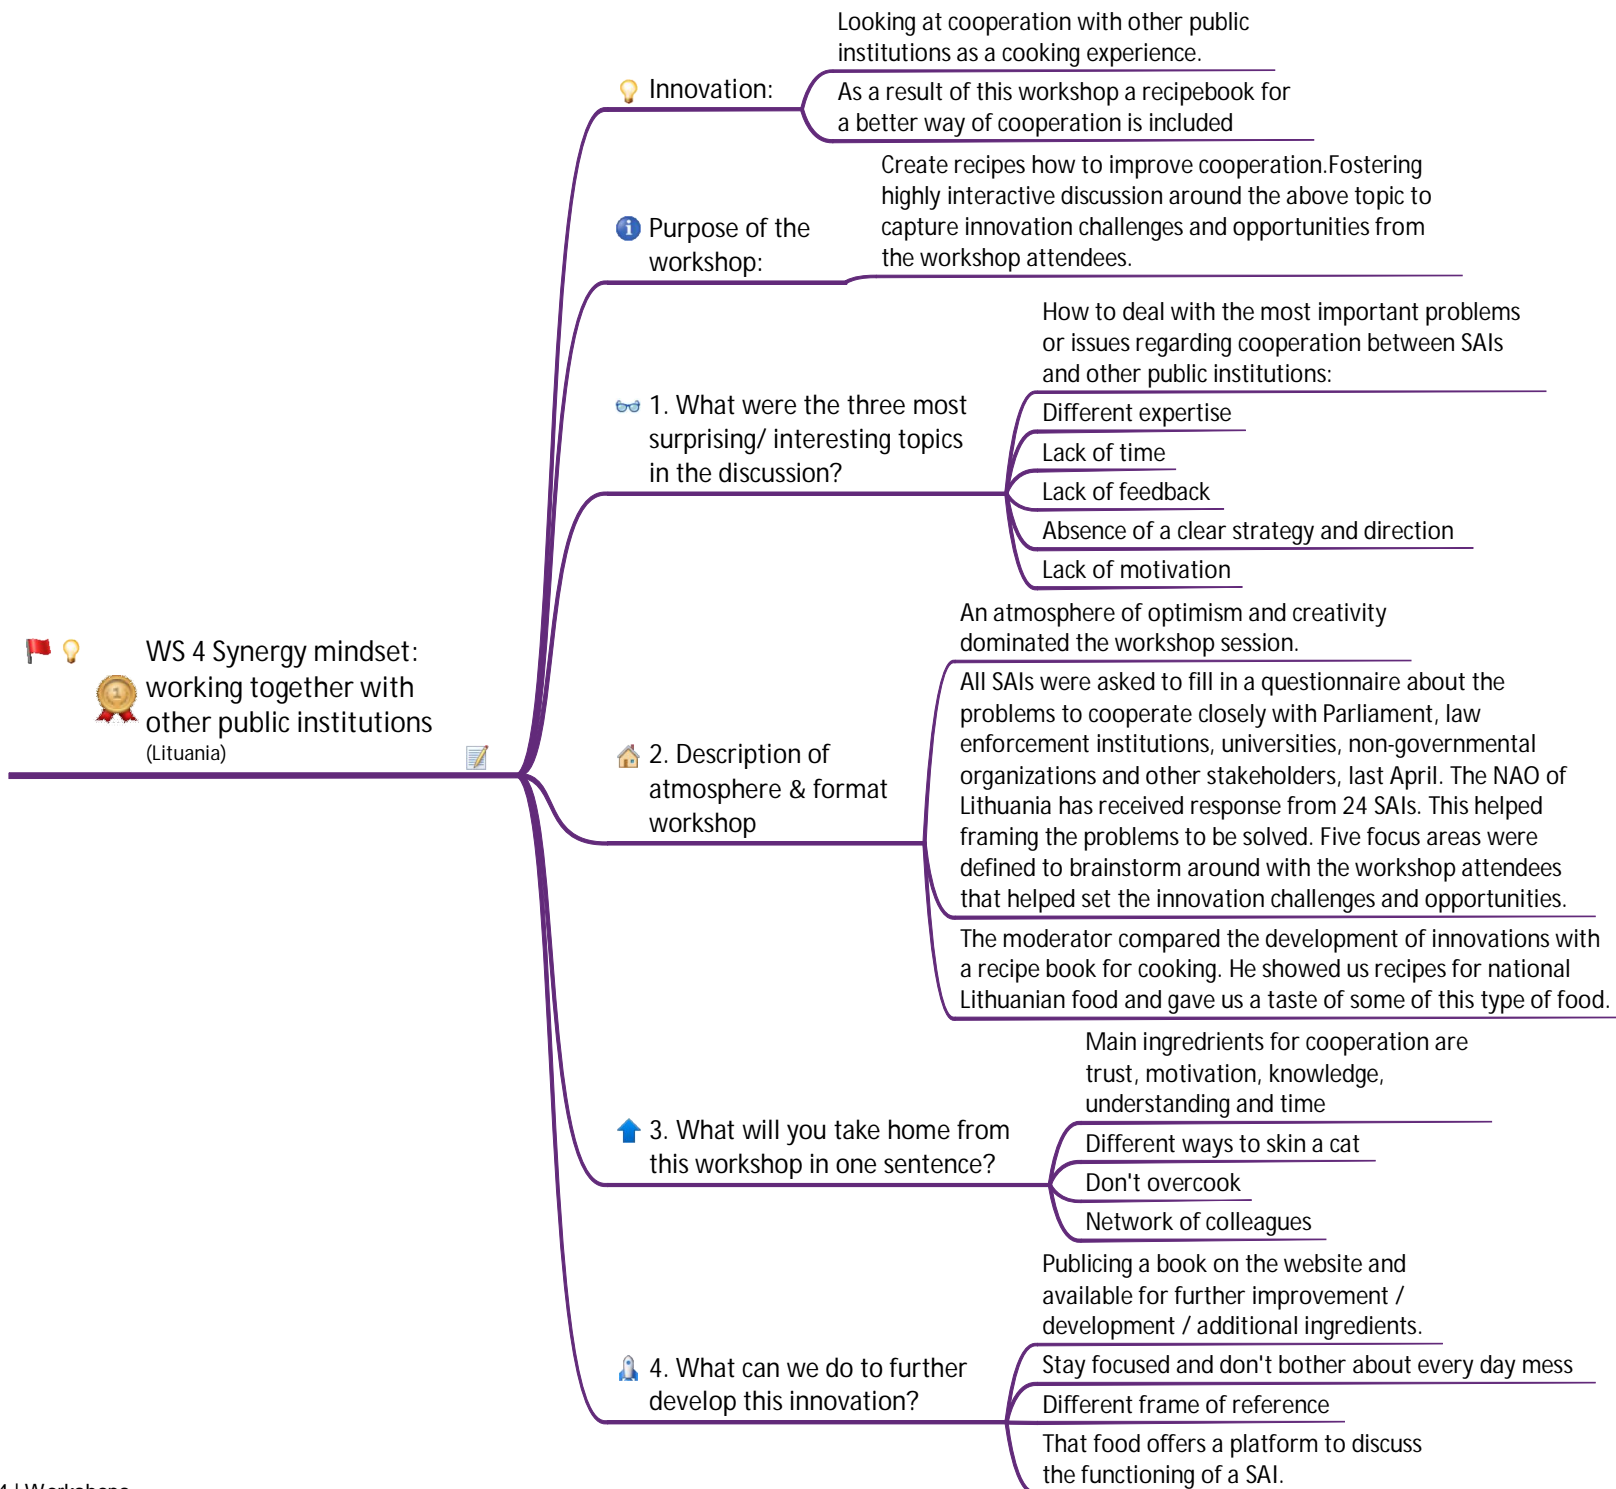 Looking at cooperation with other public
institutions as a cooking experience.
Innovation:
As a result of this workshop a recipebook for
a better way of cooperation is included
Create recipes how to improve cooperation.Fostering
highly interactive discussion around the above topic to
capture innovation challenges and opportunities from
the workshop attendees.
Purpose of the
workshop:
How to deal with the most important problems
or issues regarding cooperation between SAIs
and other public institutions:
1. What were the three most
surprising/ interesting topics
in the discussion?
Different expertise
Lack of time
Lack of feedback
Absence of a clear strategy and direction
Lack of motivation
WS 4 Synergy mindset:
working together with
other public institutions
(Lituania)
An atmosphere of optimism and creativity
dominated the workshop session.
2. Description of
atmosphere & format
workshop
All SAIs were asked to fill in a questionnaire about the
problems to cooperate closely with Parliament, law
enforcement institutions, universities, non-governmental
organizations and other stakeholders, last April. The NAO of
Lithuania has received response from 24 SAIs. This helped
framing the problems to be solved. Five focus areas were
defined to brainstorm around with the workshop attendees
that helped set the innovation challenges and opportunities.
The moderator compared the development of innovations with
a recipe book for cooking. He showed us recipes for national
Lithuanian food and gave us a taste of some of this type of food.
Main ingredrients for cooperation are
trust, motivation, knowledge,
understanding and time
3. What will you take home from
this workshop in one sentence?
Different ways to skin a cat
Don't overcook
Network of colleagues
Publicing a book on the website and
available for further improvement /
development / additional ingredients.
4. What can we do to further
develop this innovation?
Stay focused and don't bother about every day mess
Different frame of reference
That food offers a platform to discuss
the functioning of a SAI.